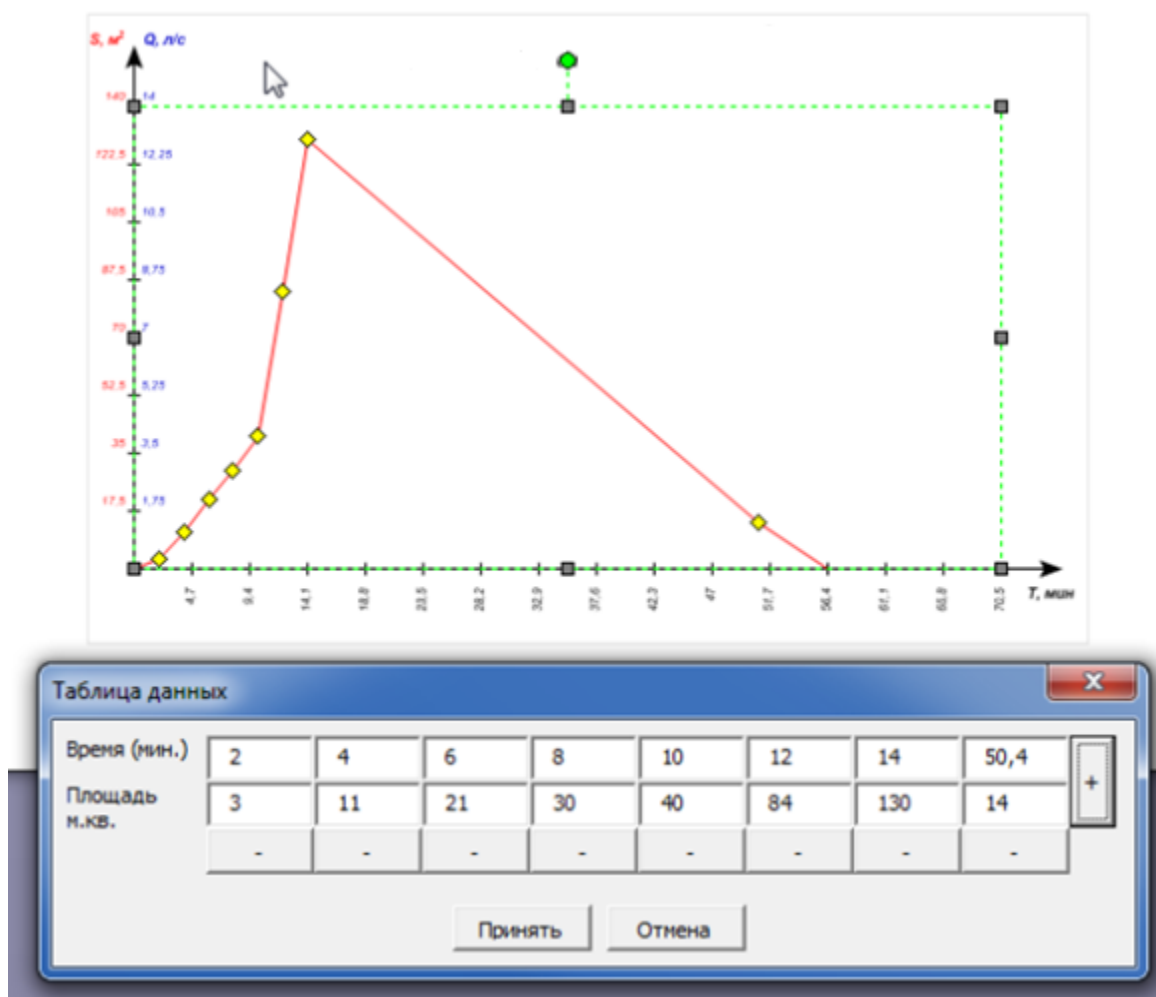 S, м² Q, л/с
140 14
122,5 12,25
105 10,5
87,5 8,75
70 7
52,5 5,25
35 3,5
17,5 1,75
4,7 9,4 14,1 18,8 23,5 28,2 32,9 37,6 42,3 47 51,7 56,4 61,1 65,8 70,5 T, мин
Таблица данных
Время (мин.) 2 4 6 8 10 12 14 50,4
+
Площадь м.кв. 3 11 21 30 40 84 130 14
- - - - - - - -
Принять Отмена